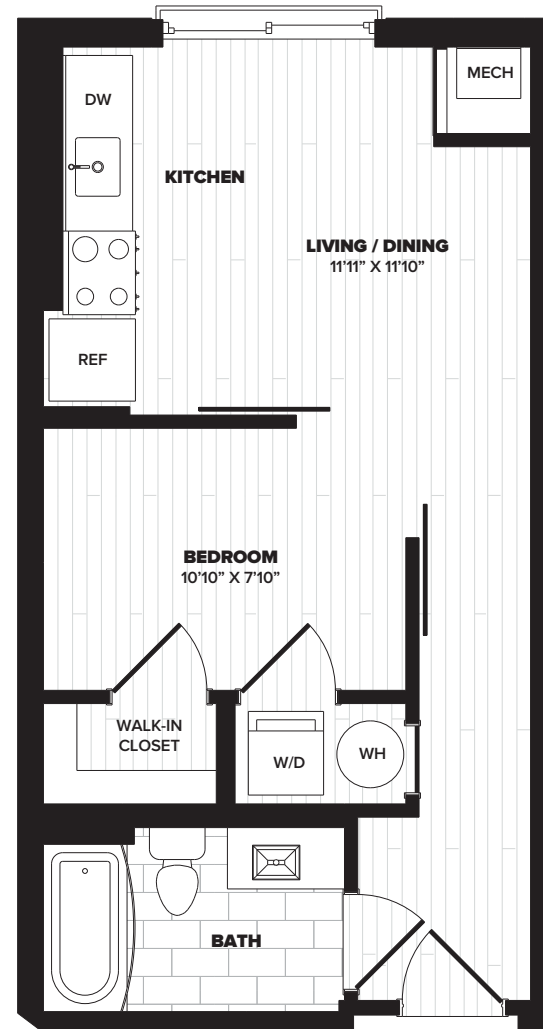 MECH
DW
KITCHEN
LIVING / DINING
11’11” X 11’10”
REF
BEDROOM
10’10” X 7’10”
WALK-IN
CLOSET
W/D
WH
BATH